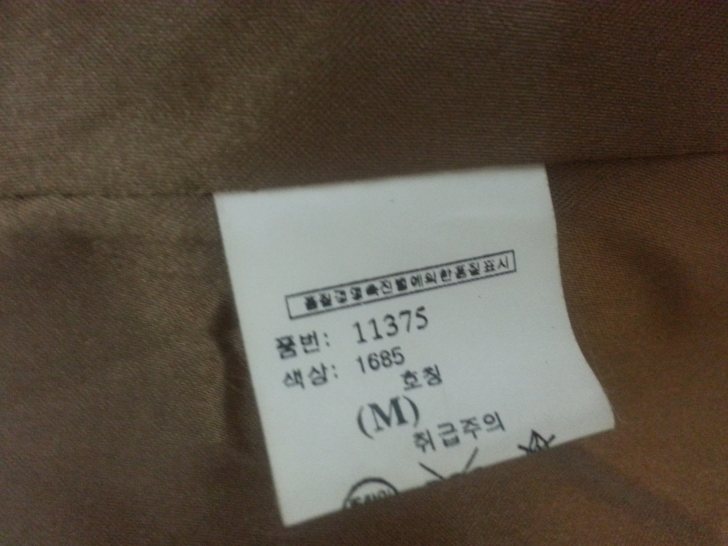 품질경영촉진법에의한품질표시
품번: 11375
색상: 1685
호칭
(M)
취급주의